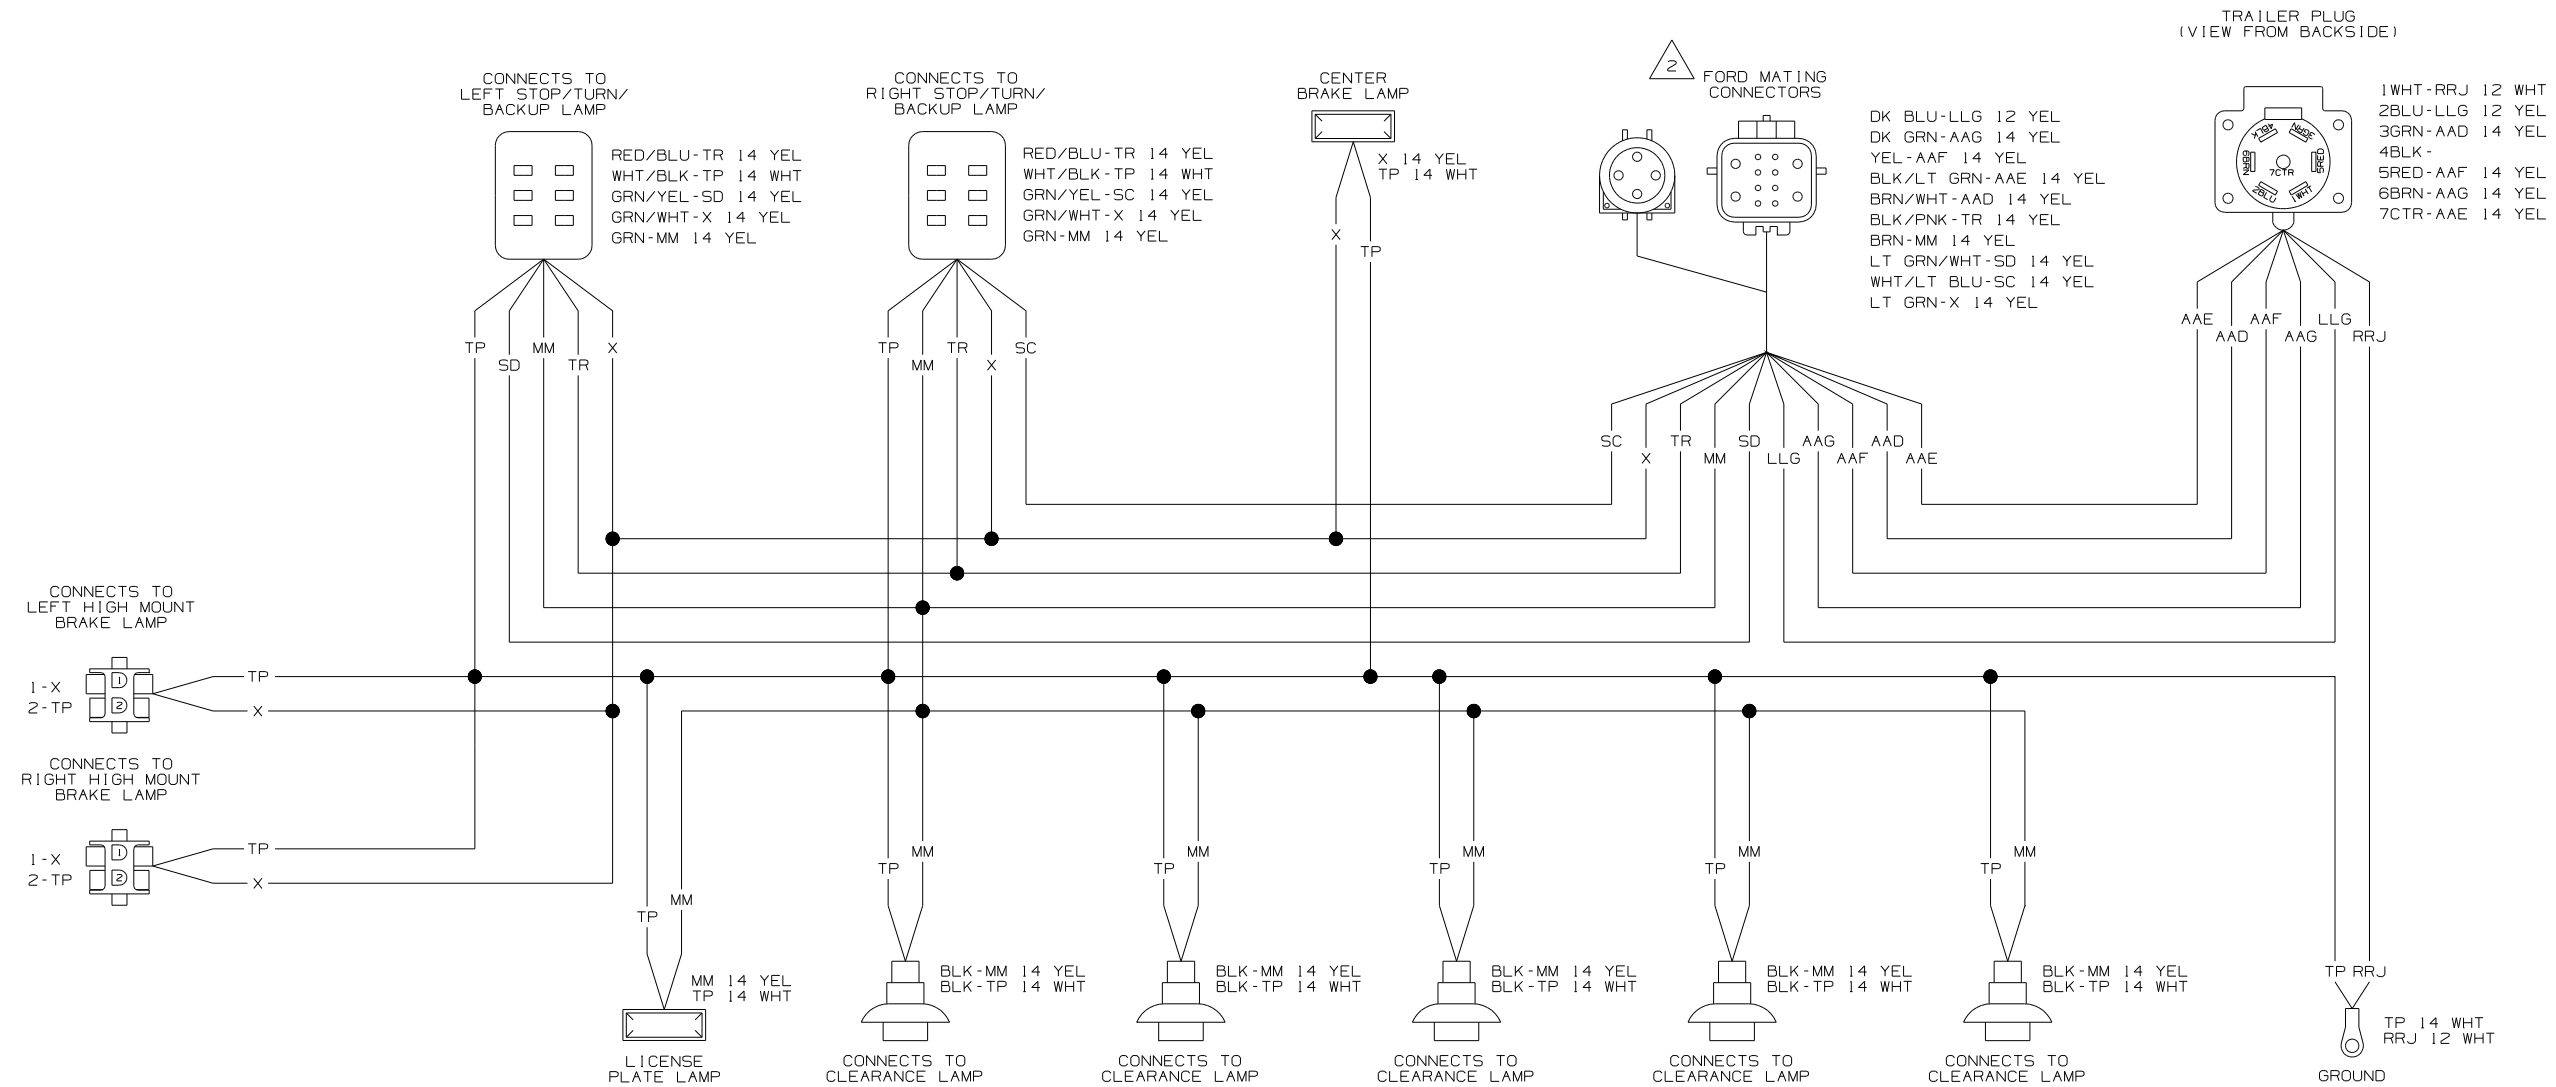 TRAILER PLUG
(VIEW FROM BACKSIDE)
CONNECTS TO
LEFT STOP/TURN/
BACKUP LAMP
RED/BLU-TR 14 YEL
WHT/BLK-TP 14 WHT
GRN/YEL-SD 14 YEL
GRN/WHT-X 14 YEL
GRN-MM 14 YEL
CONNECTS TO
RIGHT STOP/TURN/
BACKUP LAMP
RED/BLU-TR 14 YEL
WHT/BLK-TP 14 WHT
GRN/YEL-SC 14 YEL
GRN/WHT-X 14 YEL
GRN-MM 14 YEL
CENTER
BRAKE LAMP
X 14 YEL
TP 14 WHT
2
FORD MATING
CONNECTORS
DK BLU-LLG 12 YEL
DK GRN-AAG 14 YEL
YEL-AAF 14 YEL
BLK/LT GRN-AAE 14 YEL
BRN/WHT-AAD 14 YEL
BLK/PNK-TR 14 YEL
BRN-MM 14 YEL
LT GRN/WHT-SD 14 YEL
WHT/LT BLU-SC 14 YEL
LT GRN-X 14 YEL
4BLK
3GRN
6BRN
5RED
7CTR
2BLU
1WHT
1WHT-RRJ 12 WHT
2BLU-LLG 12 YEL
3GRN-AAD 14 YEL
4BLK-
5RED-AAF 14 YEL
6BRN-AAG 14 YEL
7CTR-AAE 14 YEL
X
TP
AAE
AAD
AAF
AAG
LLG
RRJ
TP
SD
MM
TR
X
TP
MM
TR
X
SC
SC
X
TR
MM
SD
LLG
AAG
AAF
AAD
AAE
CONNECTS TO
LEFT HIGH MOUNT
BRAKE LAMP
1-X
2-TP
1
2
TP
X
CONNECTS TO
RIGHT HIGH MOUNT
BRAKE LAMP
1-X
2-TP
1
2
TP
X
TP
MM
MM 14 YEL
TP 14 WHT
LICENSE
PLATE LAMP
TP
MM
BLK-MM 14 YEL
BLK-TP 14 WHT
CONNECTS TO
CLEARANCE LAMP
TP
MM
BLK-MM 14 YEL
BLK-TP 14 WHT
CONNECTS TO
CLEARANCE LAMP
TP
MM
BLK-MM 14 YEL
BLK-TP 14 WHT
CONNECTS TO
CLEARANCE LAMP
TP
MM
BLK-MM 14 YEL
BLK-TP 14 WHT
CONNECTS TO
CLEARANCE LAMP
TP
MM
BLK-MM 14 YEL
BLK-TP 14 WHT
CONNECTS TO
CLEARANCE LAMP
TP RRJ
TP 14 WHT
RRJ 12 WHT
GROUND